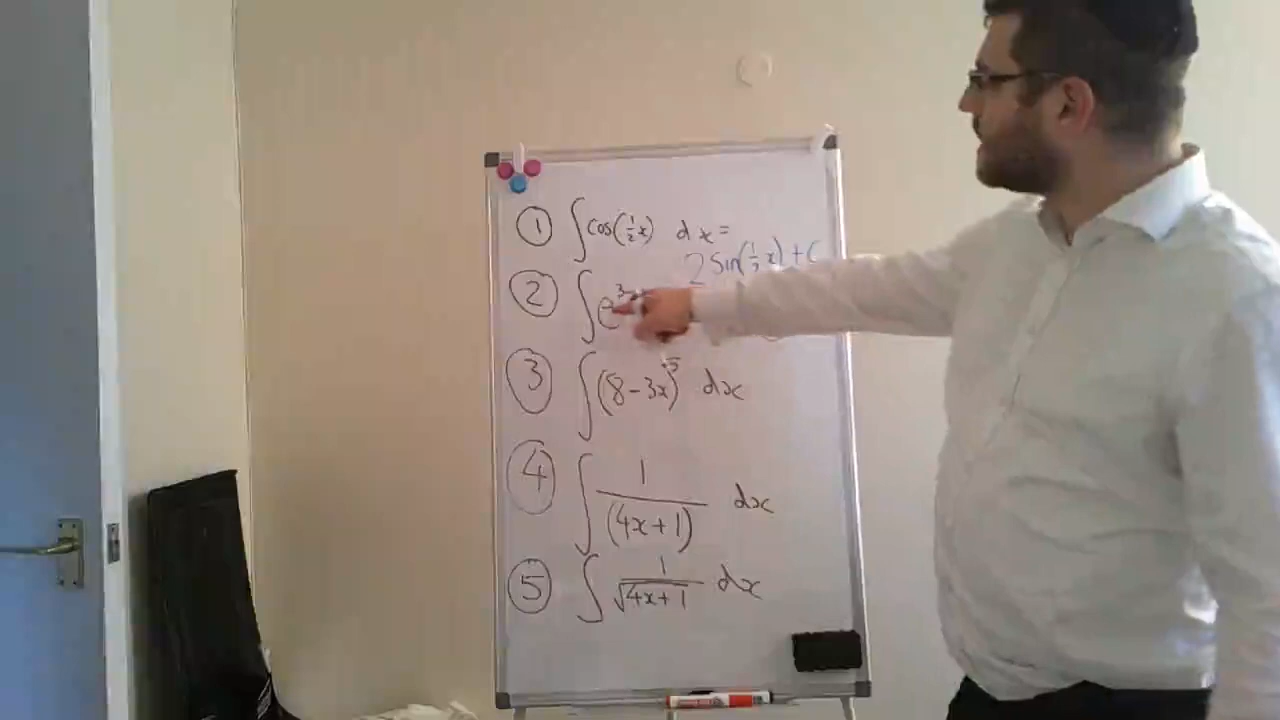 ① ∫ cos(½x) dx =
2 Sin(½x) + C
② ∫ e³
③ ∫ (8 - 3x)⁵ dx
④ ∫ 1/(4x + 1) dx
⑤ ∫ 1/√(4x + 1) dx